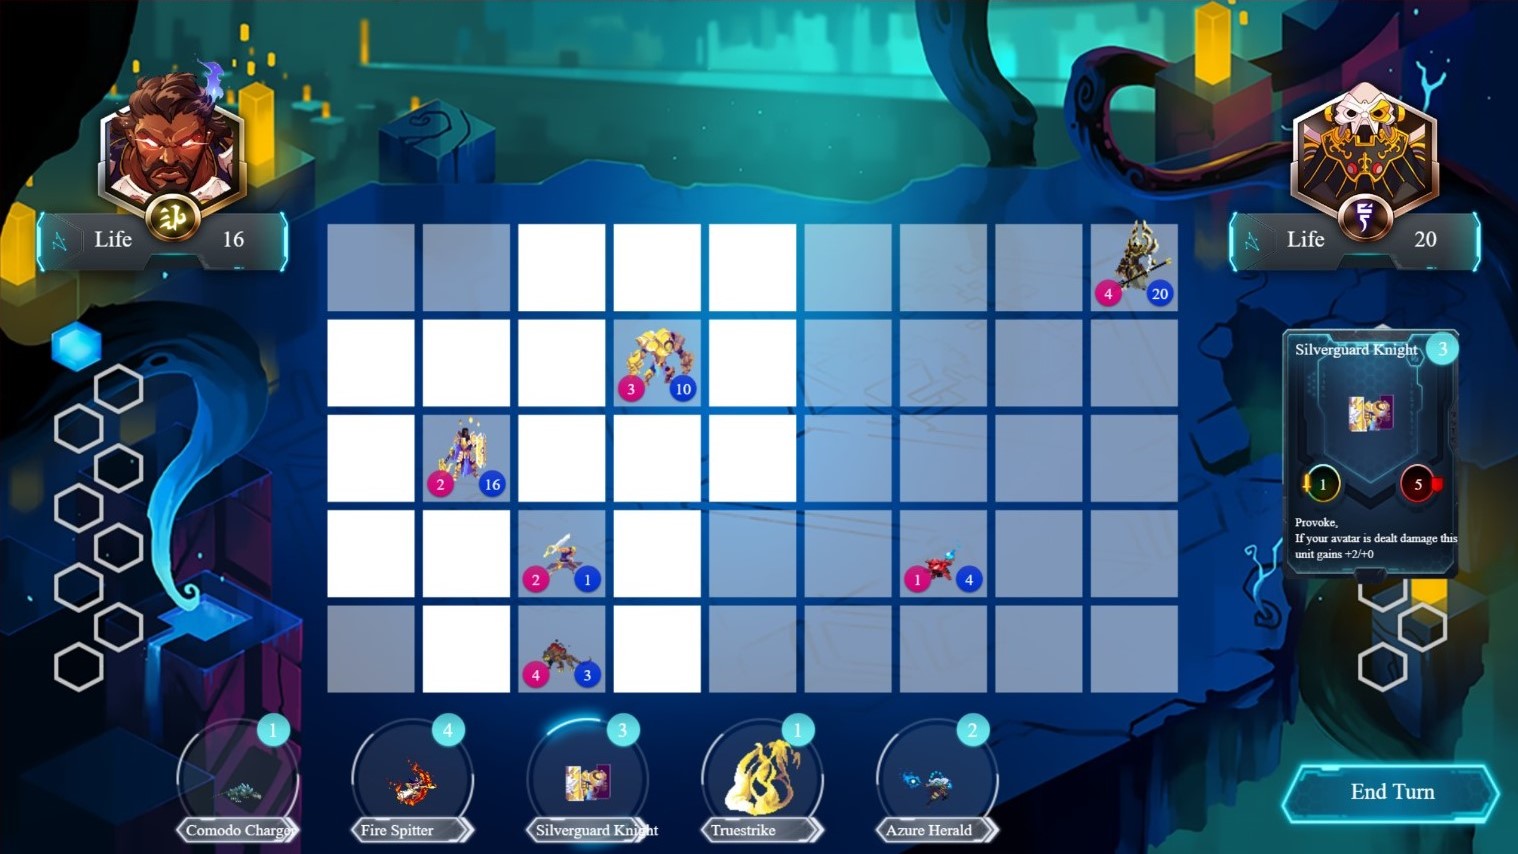 Life 16
Life 20
4 20
3 10
Silverguard Knight 3
1 5
Provoke,
If your avatar is dealt damage this
unit gains +2/+0
2 16
2 1
1 4
4 3
1 4 3 1 2
Comodo Charger
Fire Spitter
Silverguard Knight
Truestrike
Azure Herald
End Turn